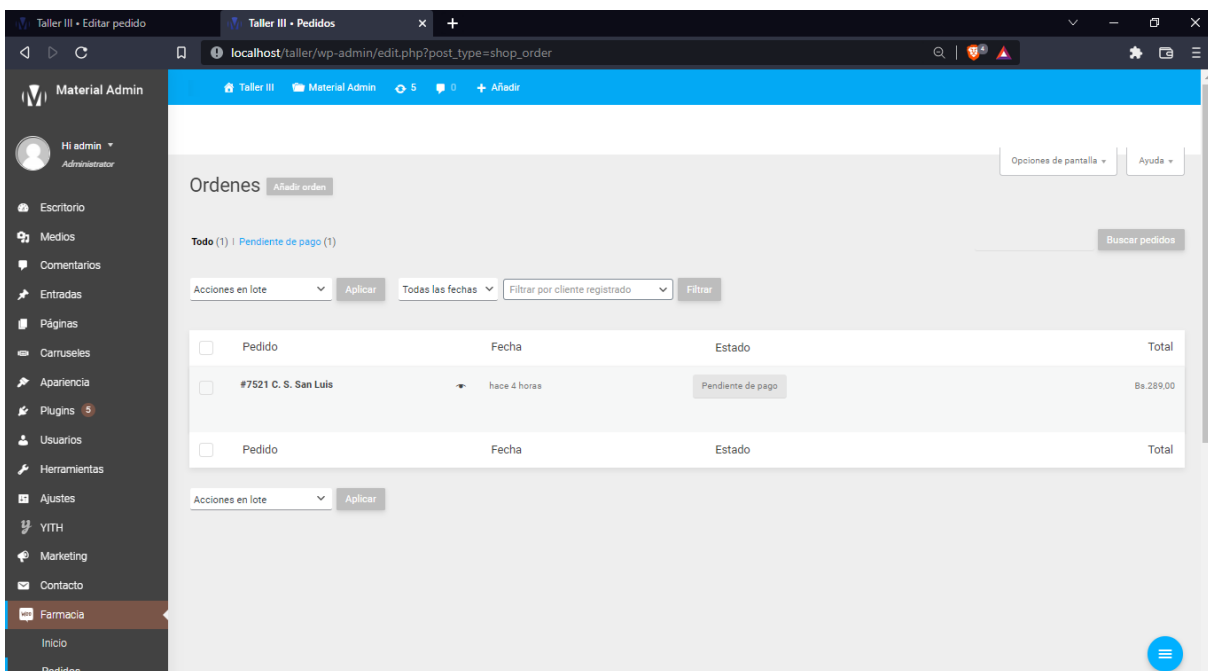 Taller III • Editar pedido
Taller III • Pedidos
localhost/taller/wp-admin/edit.php?post_type=shop_order
4
Material Admin
Taller III
Material Admin
5
0
Añadir
Hi admin
Administrator
Opciones de pantalla
Ayuda
Ordenes
Añadir orden
Escritorio
Medios
Comentarios
Entradas
Páginas
Carruseles
Apariencia
Plugins 5
Usuarios
Herramientas
Ajustes
YITH
Marketing
Contacto
Farmacia
Inicio
Pedidos
Todo (1) | Pendiente de pago (1)
Buscar pedidos
Acciones en lote
Aplicar
Todas las fechas
Filtrar por cliente registrado
Filtrar
Pedido Fecha Estado Total
#7521 C. S. San Luis hace 4 horas Pendiente de pago Bs.289,00
Pedido Fecha Estado Total
Acciones en lote
Aplicar